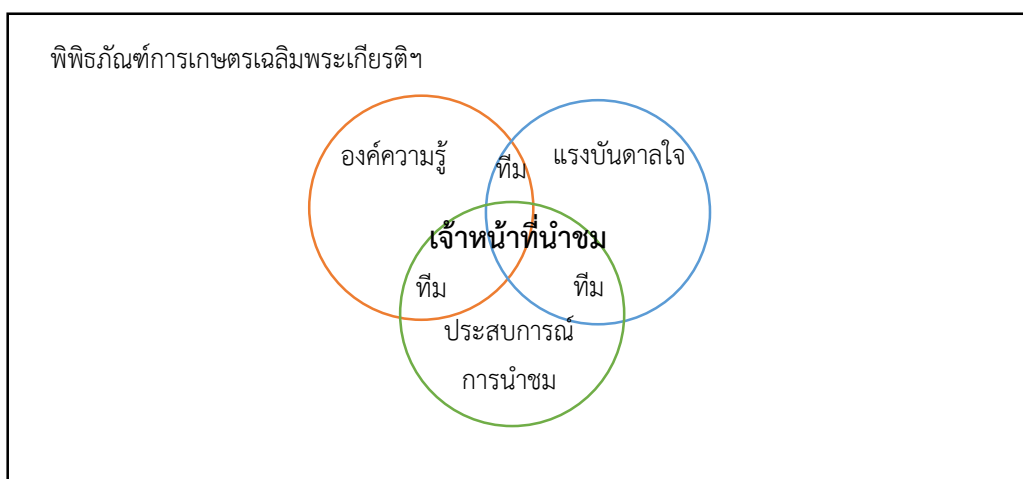 พิพิธภัณฑ์การเกษตรเฉลิมพระเกียรติฯ
องค์ความรู้
ทีม
แรงบันดาลใจ
เจ้าหน้าที่นำชม
ทีม
ทีม
ประสบการณ์
การนำชม